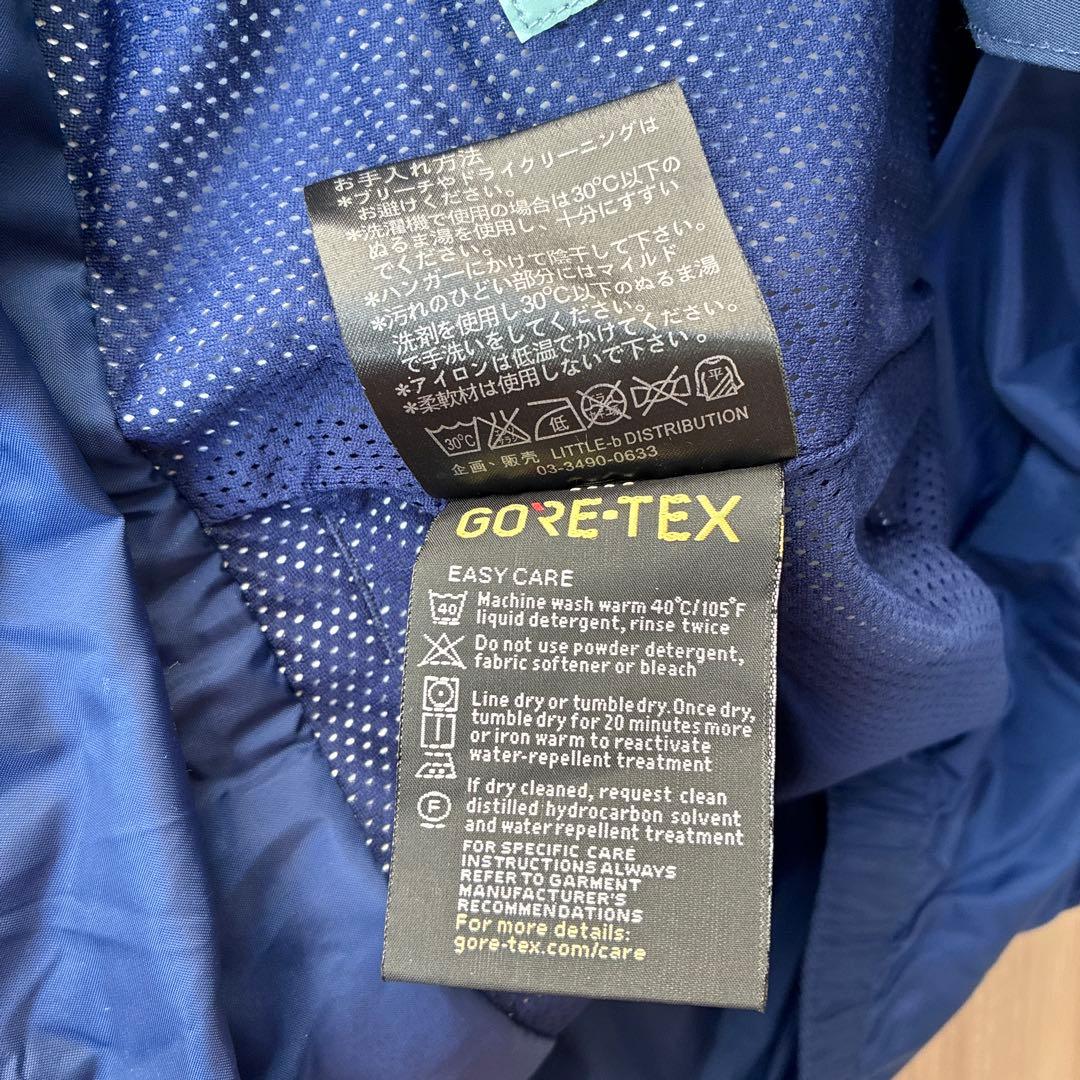 お手入れ方法
*ブリーチやドライクリーニングは
お避けください。
*洗濯機で使用の場合は30℃以下の
ぬるま湯を使用し、十分にすすい
でください。
*ハンガーにかけて陰干して下さい。
*汚れのひどい部分にはマイルド
洗剤を使用し30℃以下のぬるま湯
で手洗いをしてください。
*アイロンは低温でかけてください。
*柔軟材は使用しないで下さい。
30℃ 低 平
企画、販売 LITTLE-b DISTRIBUTION
03-3490-0633
GORE-TEX
EASY CARE
40 Machine wash warm 40°C/105°F
liquid detergent, rinse twice
Do not use powder detergent,
fabric softener or bleach
Line dry or tumble dry. Once dry,
tumble dry for 20 minutes more
or iron warm to reactivate
water-repellent treatment
F If dry cleaned, request clean
distilled hydrocarbon solvent
and water repellent treatment
FOR SPECIFIC CARE
INSTRUCTIONS ALWAYS
REFER TO GARMENT
MANUFACTURER'S
RECOMMENDATIONS
For more details:
gore-tex.com/care